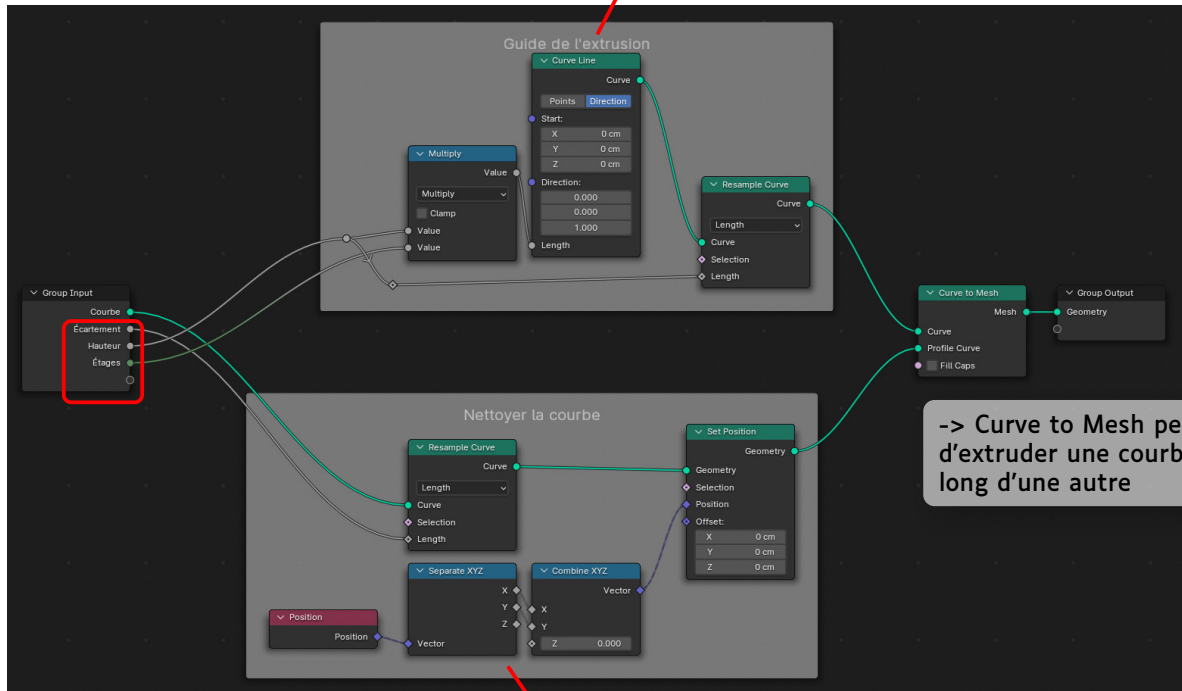 Guide de l'extrusion
Curve Line
Curve
Points Direction
Start:
X 0 cm
Y 0 cm
Z 0 cm
Direction:
0.000
0.000
1.000
Length
Multiply
Value
Multiply
Clamp
Value
Value
Resample Curve
Curve
Length
Curve
Selection
Length
Group Input
Courbe
Écartement
Hauteur
Étages
Curve to Mesh
Mesh
Curve
Profile Curve
Fill Caps
Group Output
Geometry
Nettoyer la courbe
Resample Curve
Curve
Length
Curve
Selection
Length
Set Position
Geometry
Geometry
Selection
Position
Offset:
X 0 cm
Y 0 cm
Z 0 cm
Separate XYZ
X
Y
Z
Vector
Combine XYZ
Vector
X
Y
Z 0.000
Position
Position
-> Curve to Mesh pe
d'extruder une courb
long d'une autre